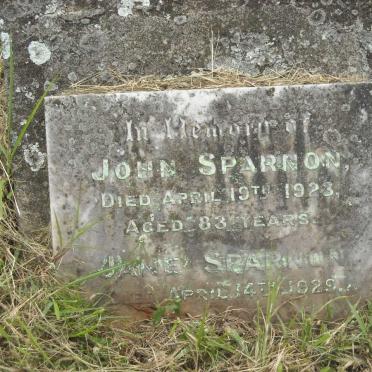 In Memory of
JOHN SPARNON,
DIED APRIL 19TH 1923,
AGED 83 YEARS.
JANE SPARNON
APRIL 14TH 1929.